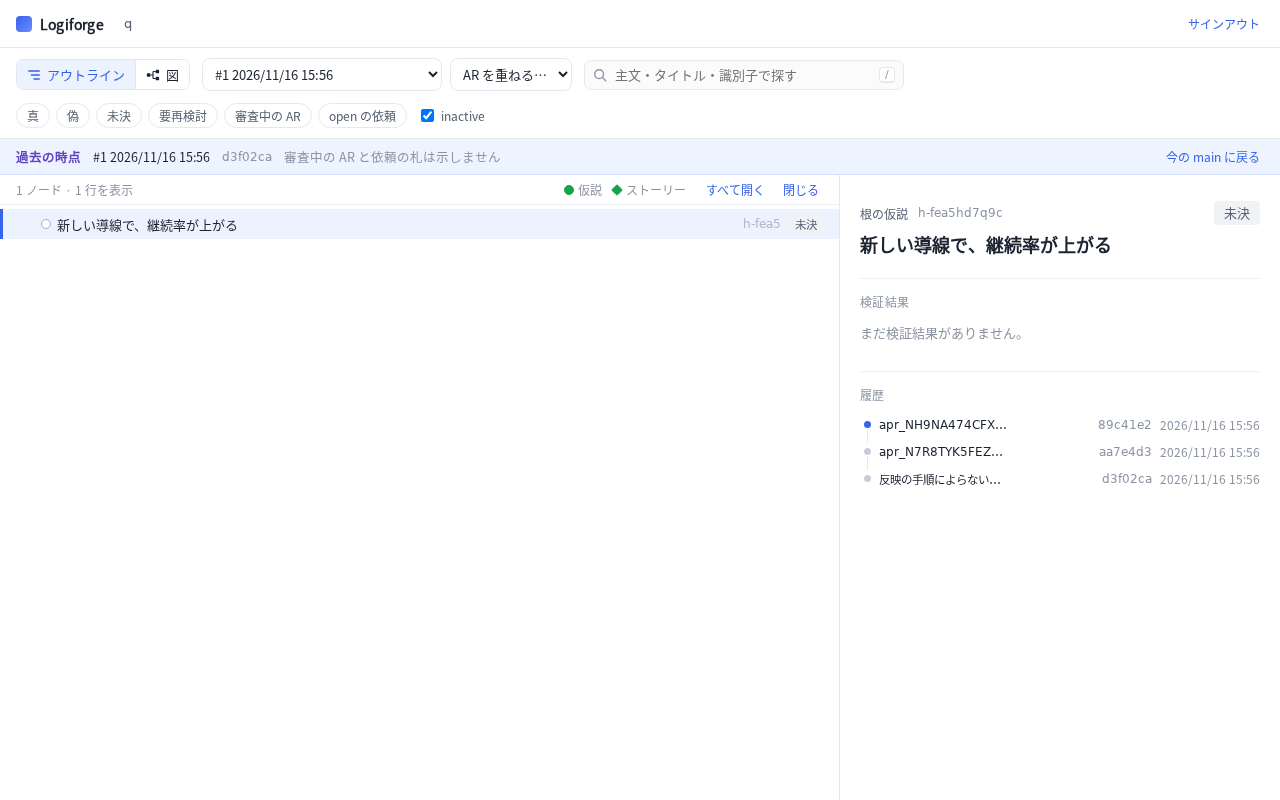 Logiforge q サインアウト
アウトライン 図 #1 2026/11/16 15:56 AR を重ねる… 主文・タイトル・識別子で探す /
真 偽 未決 要再検討 審査中の AR open の依頼 inactive
過去の時点 #1 2026/11/16 15:56 d3f02ca 審査中の AR と依頼の札は示しません 今の main に戻る
1 ノード · 1 行を表示 仮説 ストーリー すべて開く 閉じる
新しい導線で、継続率が上がる h-fea5 未決
根の仮説 h-fea5hd7q9c 未決
新しい導線で、継続率が上がる
検証結果
まだ検証結果がありません。
履歴
apr_NH9NA474CFX… 89c41e2 2026/11/16 15:56
apr_N7R8TYK5FEZ… aa7e4d3 2026/11/16 15:56
反映の手順によらない… d3f02ca 2026/11/16 15:56